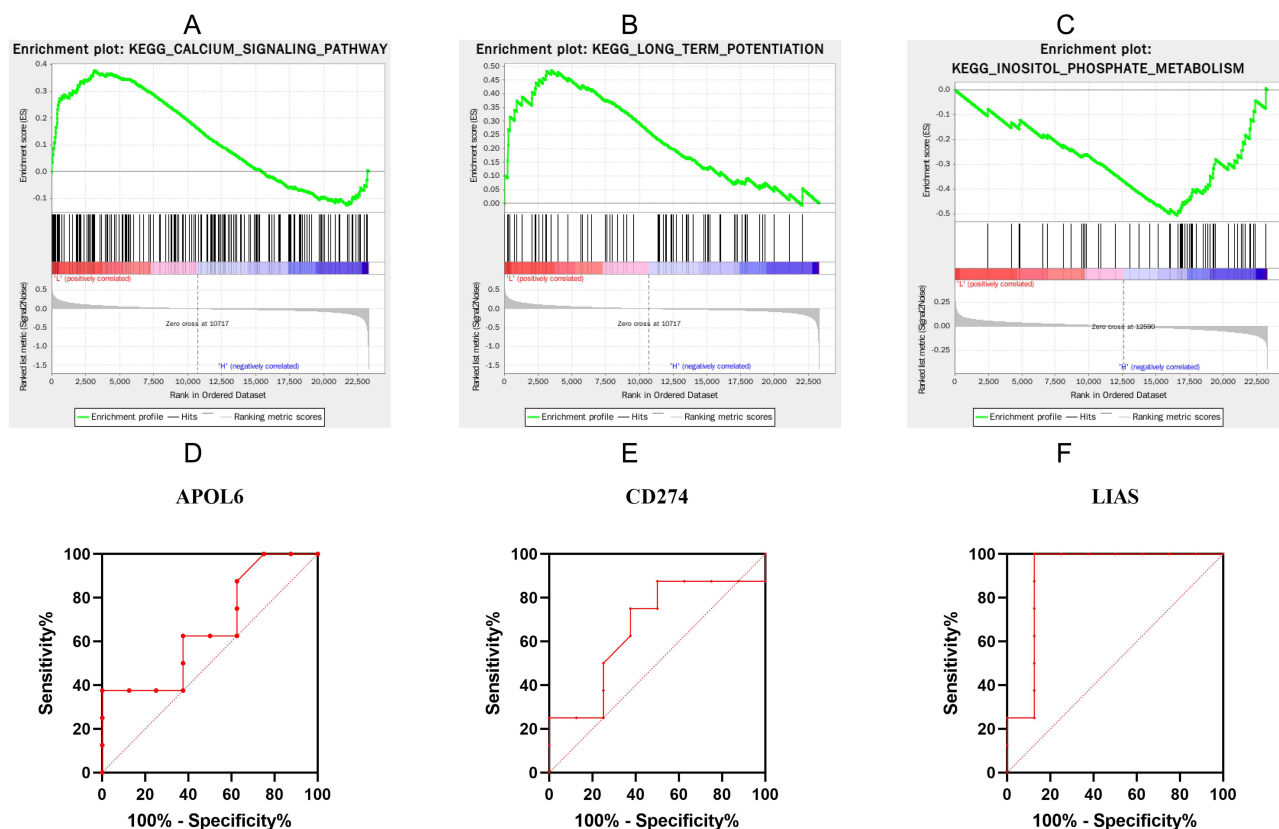 A
Enrichment plot: KEGG_CALCIUM_SIGNALING_PATHWAY
Enrichment score (ES)
0.4
0.3
0.2
0.1
0.0
-0.1
'L' (positively correlated)
Ranked list metric (Signal2Noise)
0.5
0.0
-0.5
-1.0
-1.5
Zero cross at 10717
'H' (negatively correlated)
0 2,500 5,000 7,500 10,000 12,500 15,000 17,500 20,000 22,500
Rank in Ordered Dataset
Enrichment profile Hits Ranking metric scores
B
Enrichment plot: KEGG_LONG_TERM_POTENTIATION
Enrichment score (ES)
0.50
0.45
0.40
0.35
0.30
0.25
0.20
0.15
0.10
0.05
0.00
'L' (positively correlated)
Ranked list metric (Signal2Noise)
0.5
0.0
-0.5
-1.0
-1.5
Zero cross at 10717
'H' (negatively correlated)
0 2,500 5,000 7,500 10,000 12,500 15,000 17,500 20,000 22,500
Rank in Ordered Dataset
Enrichment profile Hits Ranking metric scores
C
Enrichment plot:
KEGG_INOSITOL_PHOSPHATE_METABOLISM
Enrichment score (ES)
0.0
-0.1
-0.2
-0.3
-0.4
-0.5
'L' (positively correlated)
Ranked list metric (Signal2Noise)
0.25
0.00
-0.25
Zero cross at 12590
'H' (negatively correlated)
0 2,500 5,000 7,500 10,000 12,500 15,000 17,500 20,000 22,500
Rank in Ordered Dataset
Enrichment profile Hits Ranking metric scores
D
APOL6
Sensitivity%
100
80
60
40
20
0
0 20 40 60 80 100
100% - Specificity%
E
CD274
Sensitivity%
100
80
60
40
20
0
0 20 40 60 80 100
100% - Specificity%
F
LIAS
Sensitivity%
100
80
60
40
20
0
0 20 40 60 80 100
100% - Specificity%